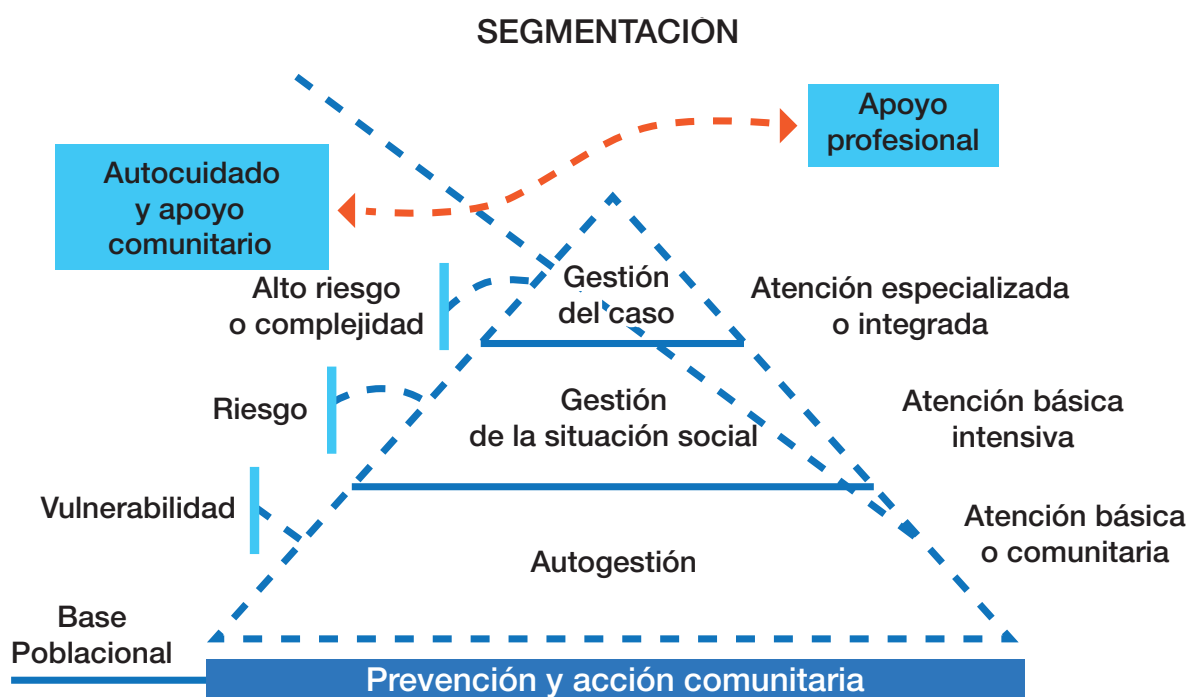 SEGMENTACIÓN
Apoyo
profesional
Autocuidado
y apoyo
comunitario
Alto riesgo
o complejidad
Gestión
del caso
Atención especializada
o integrada
Riesgo
Gestión
de la situación social
Atención básica
intensiva
Vulnerabilidad
Autogestión
Atención básica
o comunitaria
Base
Poblacional
Prevención y acción comunitaria